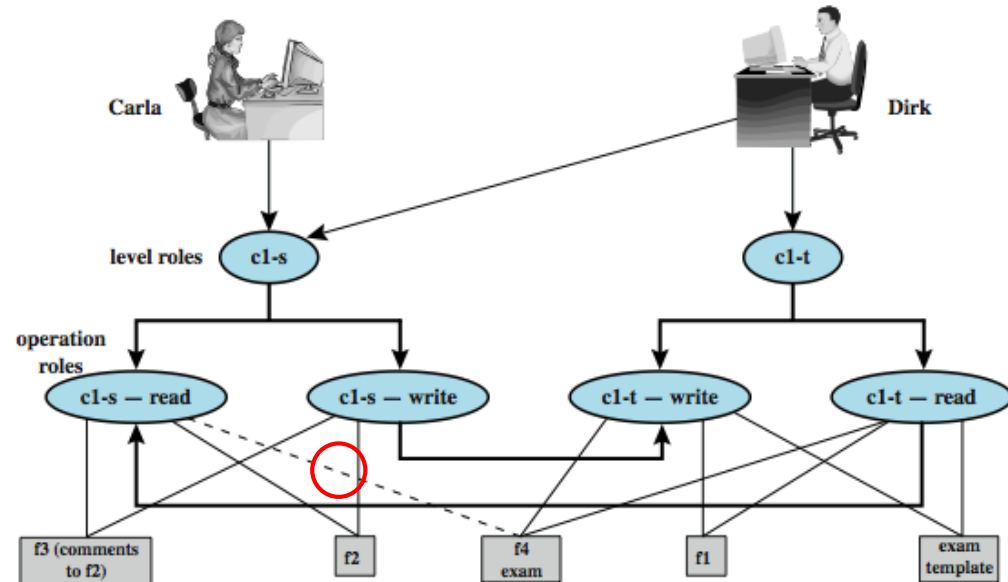 Carla
Dirk
level roles
c1-s
c1-t
operation
roles
c1-s — read
c1-s — write
c1-t — write
c1-t — read
f3 (comments
to f2)
f2
f4
exam
f1
exam
template